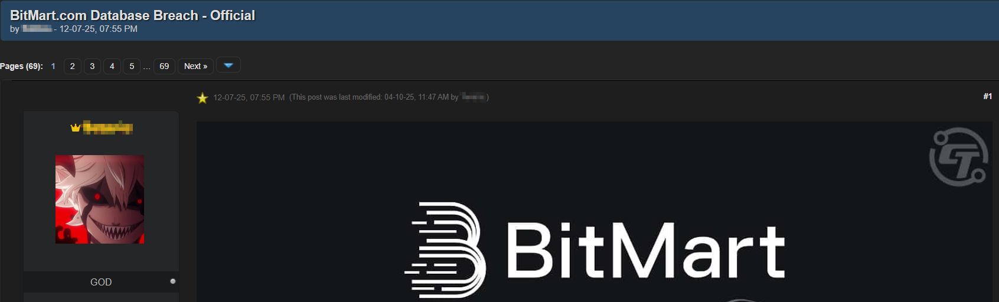 BitMart.com Database Breach - Official
by - 12-07-25, 07:55 PM
Pages (69): 1 2 3 4 5 ... 69 Next »
12-07-25, 07:55 PM (This post was last modified: 04-10-25, 11:47 AM by )
#1
BitMart
GOD